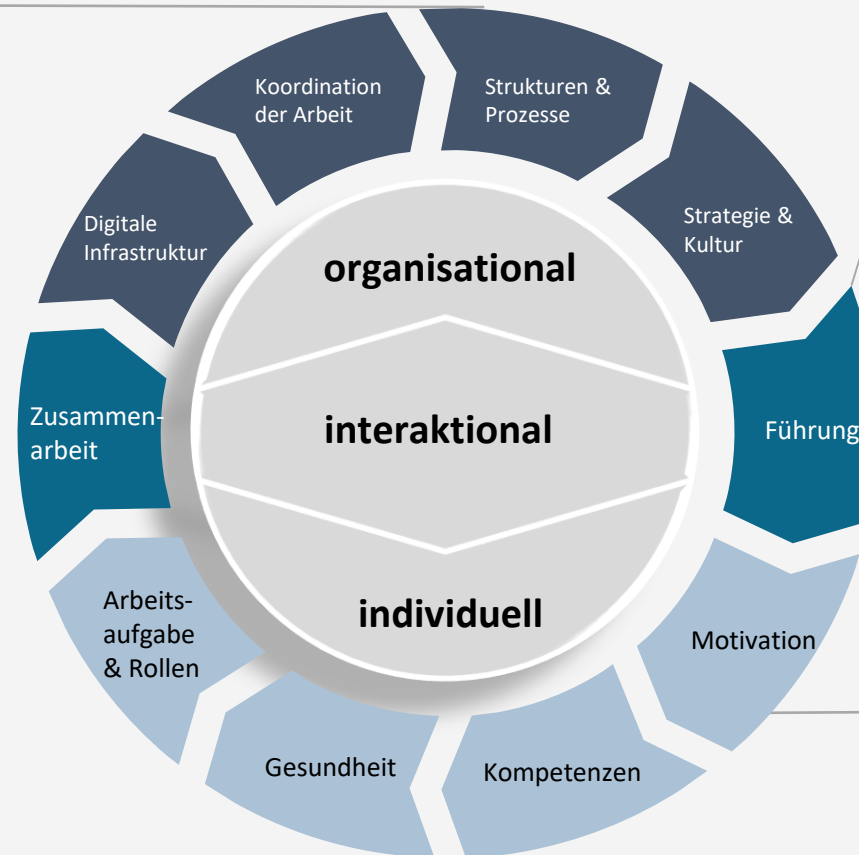 Koordination
der Arbeit
Strukturen &
Prozesse
Digitale
Infrastruktur
Strategie &
Kultur
organisational
Zusammen-
arbeit
interaktional
Führung
Arbeits-
aufgabe
& Rollen
individuell
Motivation
Gesundheit
Kompetenzen